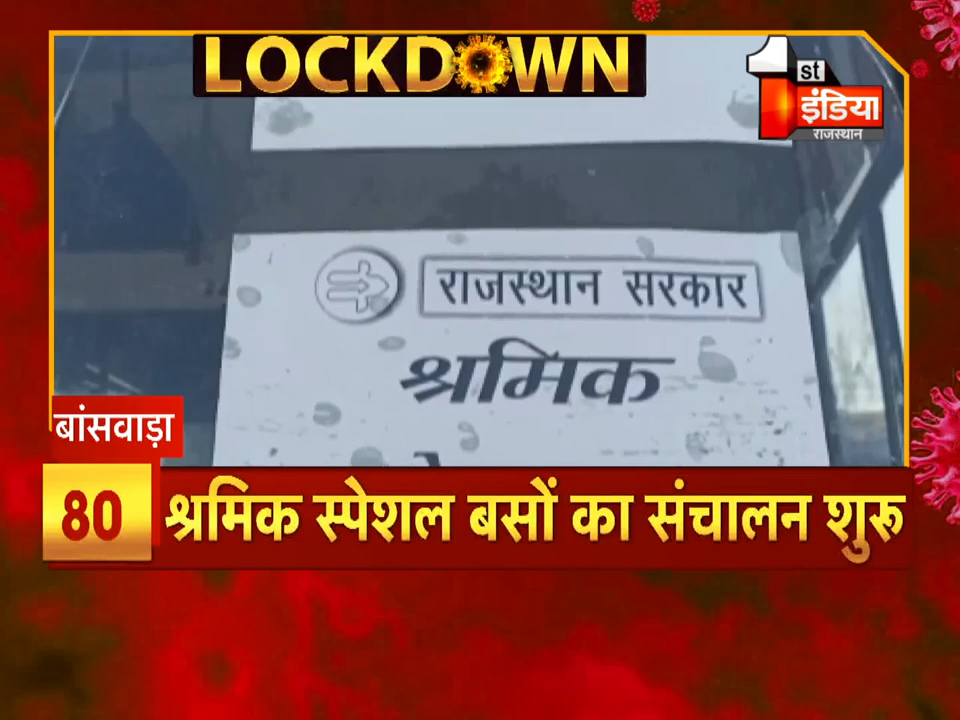 LOCKDOWN
1st
इंडिया
राजस्थान
राजस्थान सरकार
श्रमिक
बांसवाड़ा
80 श्रमिक स्पेशल बसों का संचालन शुरू